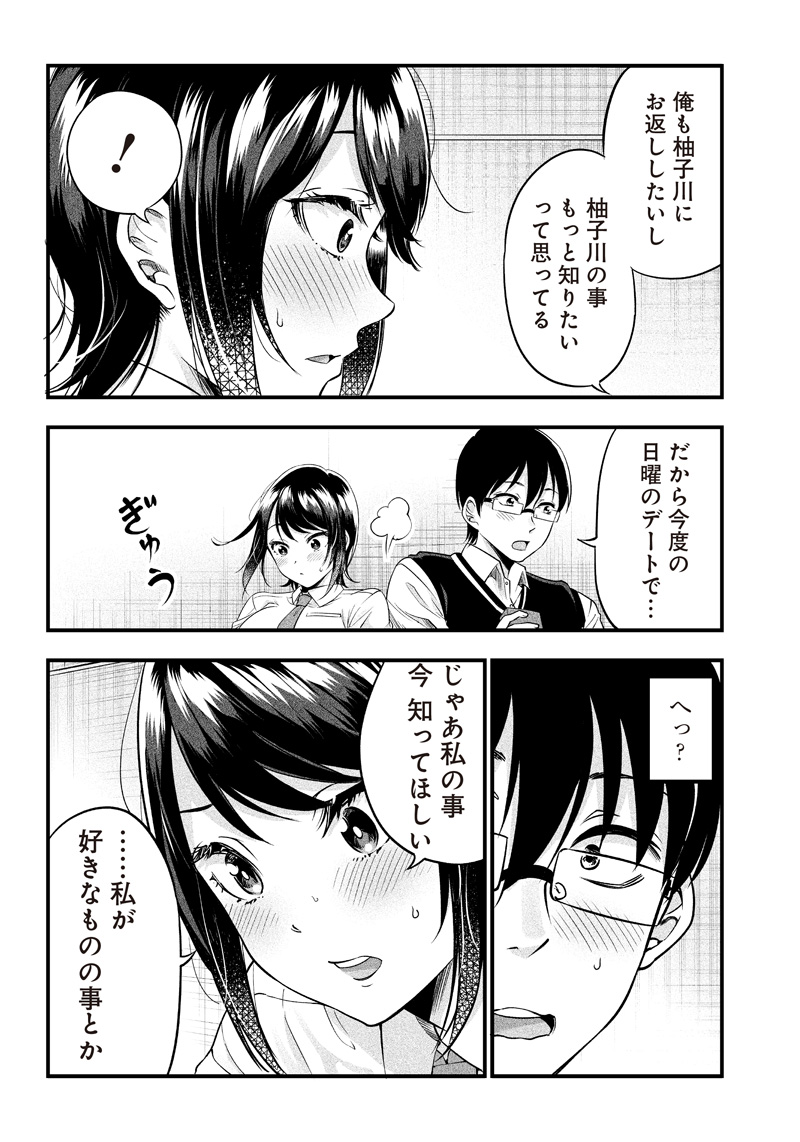 俺も柚子川に
お返ししたいし
柚子川の事
もっと知りたい
って思ってる
！
だから今度の
日曜のデートで…
ぎゅう
へっ？
じゃあ私の事
今 知ってほしい
……私が
好きなものの事とか